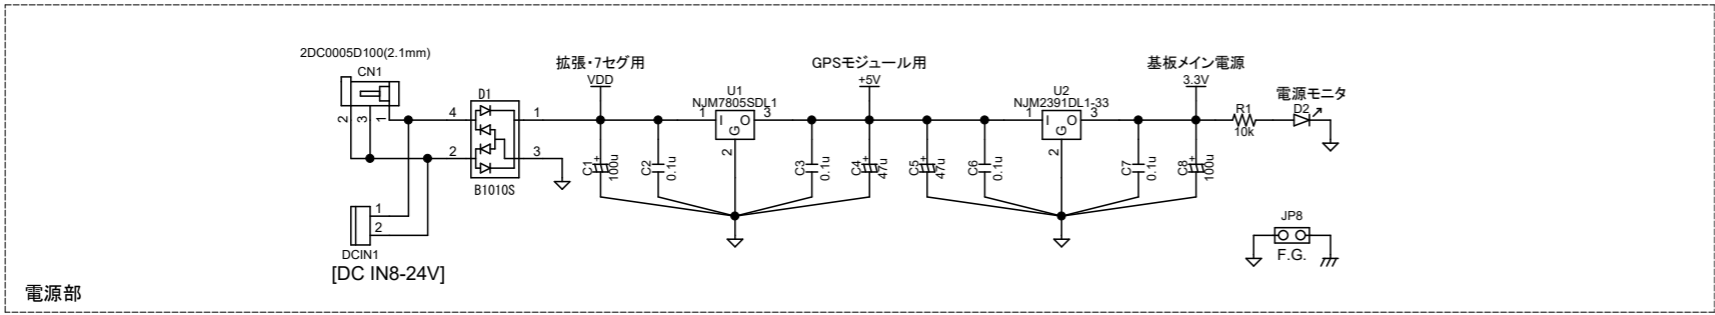 2DC0005D100(2.1mm)
CN1
2
3
1
DCIN1
1
2
[DC IN8-24V]
D1
4
2
1
3
B1010S
拡張・7セグ用
VDD
C1
+
100u
C2
0.1u
U1
NJM7805SDL1
1
I
O
G
3
2
C3
0.1u
GPSモジュール用
+5V
C4
+
47u
C5
+
47u
C6
0.1u
U2
NJM2391DL1-33
1
I
O
G
3
2
C7
0.1u
基板メイン電源
3.3V
C8
+
100u
R1
10k
電源モニタ
D2
JP8
F.G.
電源部